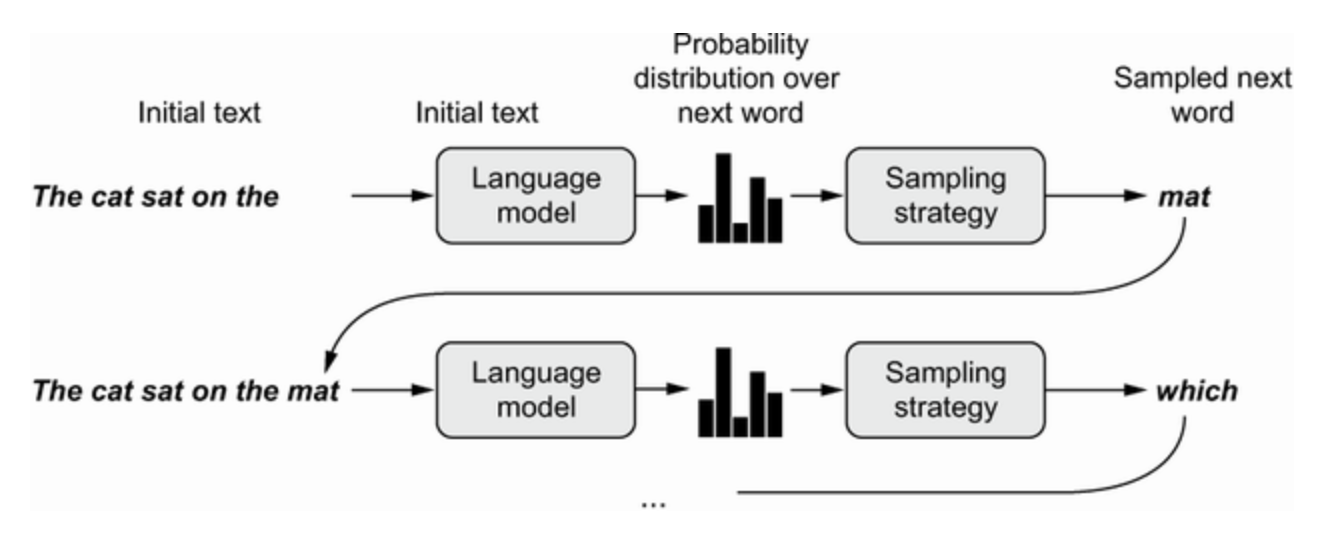 Probability
distribution over
next word
Sampled next
word
Initial text
Initial text
The cat sat on the
Language
model
Sampling
strategy
mat
The cat sat on the mat
Language
model
Sampling
strategy
which
...